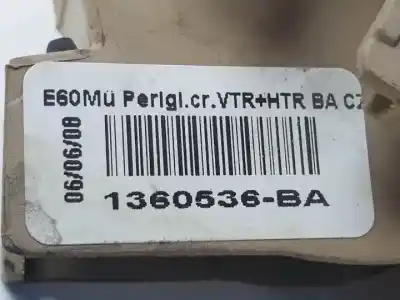 E60Mü Perlgl.cr.VTR+HTR BA CZ
06/06/08
1360536-BA